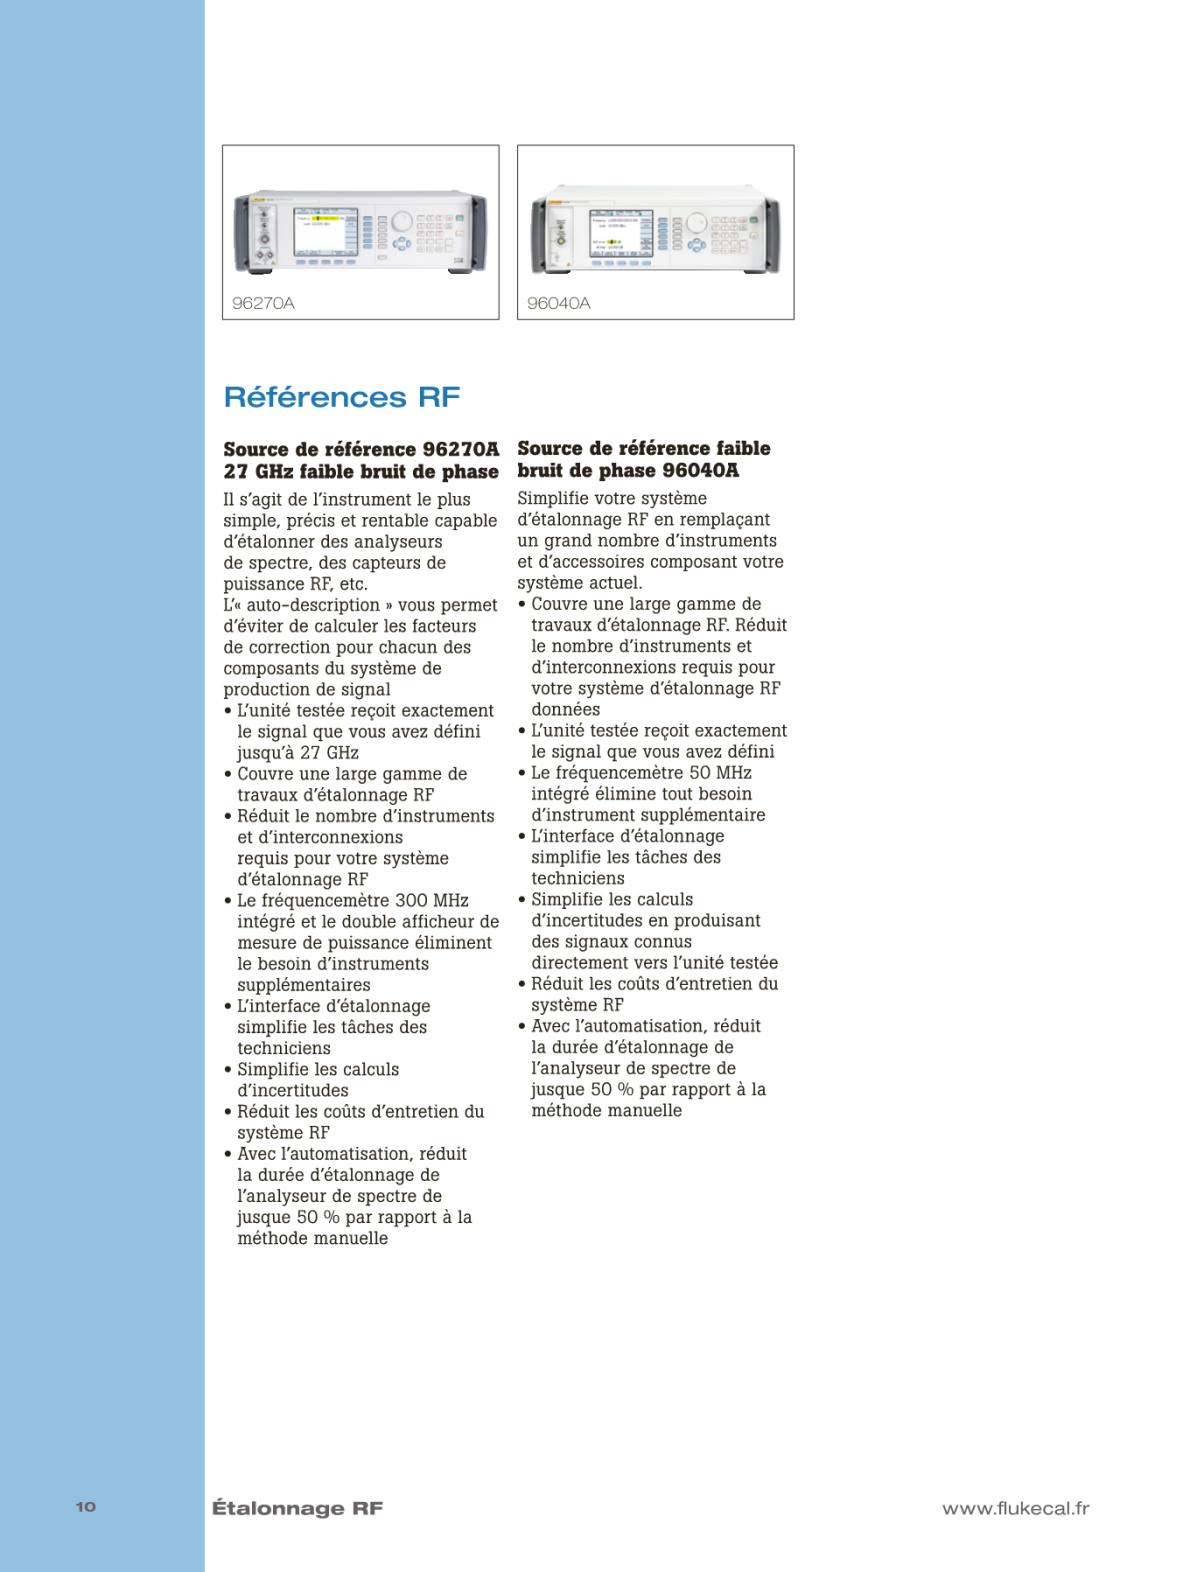 96270A
96040A
Références RF
Source de référence 96270A
27 GHz faible bruit de phase
Il s’agit de l’instrument le plus
simple, précis et rentable capable
d’étalonner des analyseurs
de spectre, des capteurs de
puissance RF, etc.
L’« auto-description » vous permet
d’éviter de calculer les facteurs
de correction pour chacun des
composants du système de
production de signal
• L’unité testée reçoit exactement
le signal que vous avez défini
jusqu’à 27 GHz
• Couvre une large gamme de
travaux d’étalonnage RF
• Réduit le nombre d’instruments
et d’interconnexions
requis pour votre système
d’étalonnage RF
• Le fréquencemètre 300 MHz
intégré et le double afficheur de
mesure de puissance éliminent
le besoin d’instruments
supplémentaires
• L’interface d’étalonnage
simplifie les tâches des
techniciens
• Simplifie les calculs
d’incertitudes
• Réduit les coûts d’entretien du
système RF
• Avec l’automatisation, réduit
la durée d’étalonnage de
l’analyseur de spectre de
jusque 50 % par rapport à la
méthode manuelle
Source de référence faible
bruit de phase 96040A
Simplifie votre système
d’étalonnage RF en remplaçant
un grand nombre d’instruments
et d’accessoires composant votre
système actuel.
• Couvre une large gamme de
travaux d’étalonnage RF. Réduit
le nombre d’instruments et
d’interconnexions requis pour
votre système d’étalonnage RF
données
• L’unité testée reçoit exactement
le signal que vous avez défini
• Le fréquencemètre 50 MHz
intégré élimine tout besoin
d’instrument supplémentaire
• L’interface d’étalonnage
simplifie les tâches des
techniciens
• Simplifie les calculs
d’incertitudes en produisant
des signaux connus
directement vers l’unité testée
• Réduit les coûts d’entretien du
système RF
• Avec l’automatisation, réduit
la durée d’étalonnage de
l’analyseur de spectre de
jusque 50 % par rapport à la
méthode manuelle
10
Étalonnage RF
www.flukecal.fr